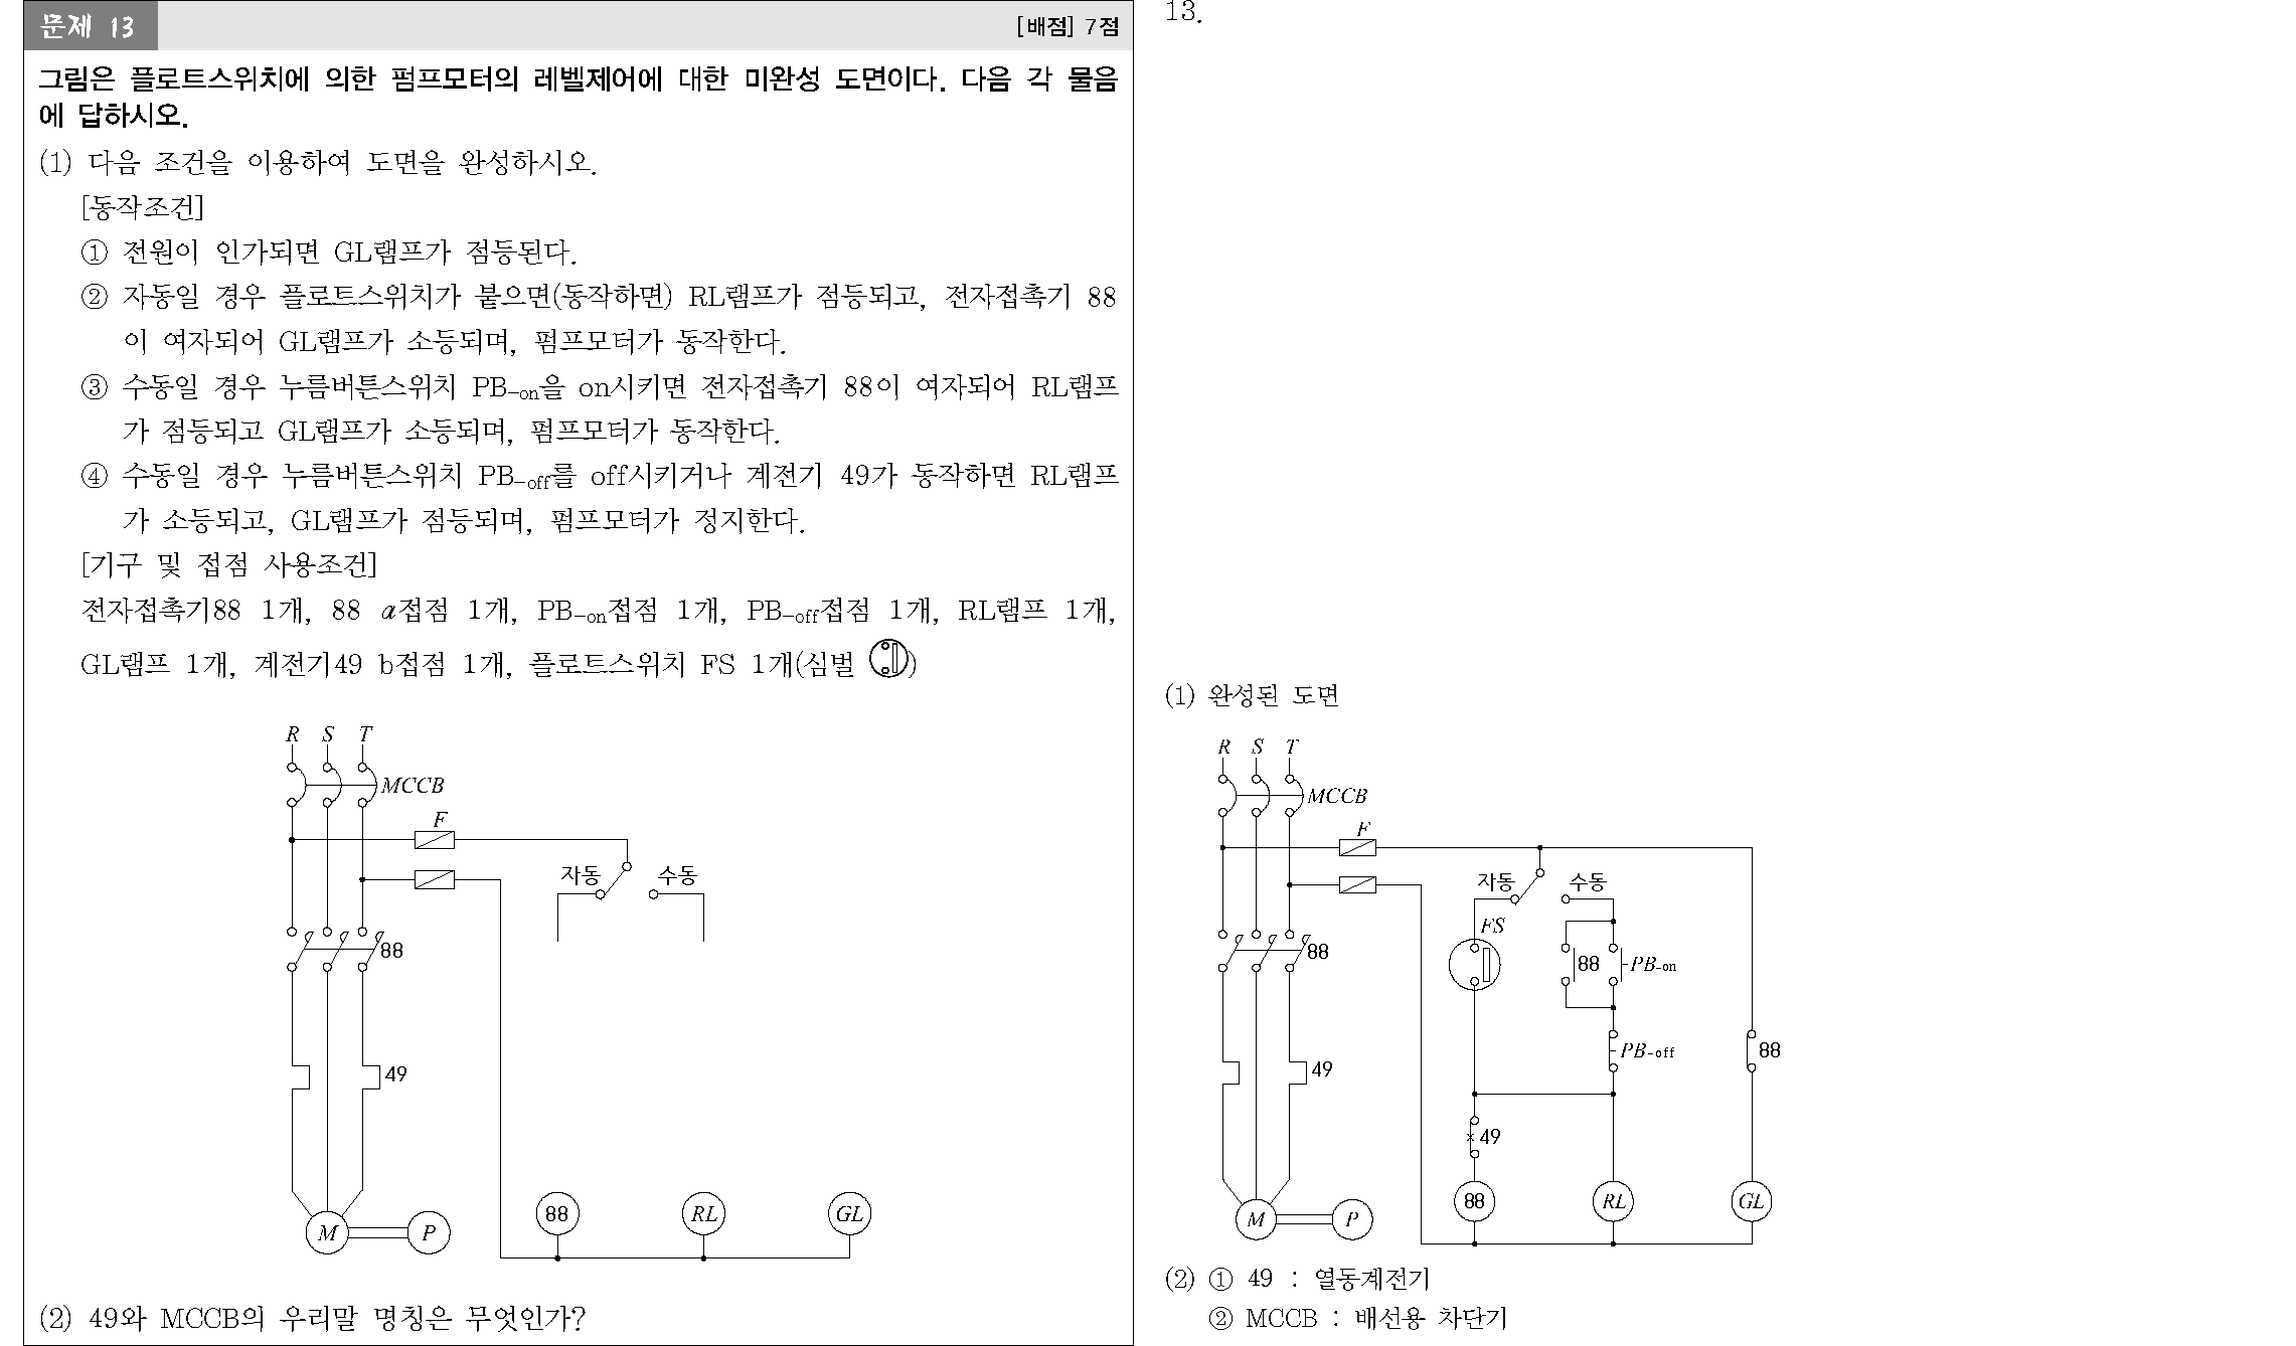 문제 13
[배점] 7점
그림은 플로트스위치에 의한 펌프모터의 레벨제어에 대한 미완성 도면이다. 다음 각 물음
에 답하시오.
(1) 다음 조건을 이용하여 도면을 완성하시오.
[동작조건]
① 전원이 인가되면 GL램프가 점등된다.
② 자동일 경우 플로트스위치가 붙으면(동작하면) RL램프가 점등되고, 전자접촉기 88
이 여자되어 GL램프가 소등되며, 펌프모터가 동작한다.
③ 수동일 경우 누름버튼스위치 PB-on을 on시키면 전자접촉기 88이 여자되어 RL램프
가 점등되고 GL램프가 소등되며, 펌프모터가 동작한다.
④ 수동일 경우 누름버튼스위치 PB-off를 off시키거나 계전기 49가 동작하면 RL램프
가 소등되고, GL램프가 점등되며, 펌프모터가 정지한다.
[기구 및 접점 사용조건]
전자접촉기88 1개, 88 a접점 1개, PB-on접점 1개, PB-off접점 1개, RL램프 1개,
GL램프 1개, 계전기49 b접점 1개, 플로트스위치 FS 1개(심벌 )
R S T
MCCB
F
자동 수동
88
49
88 RL GL
M P
(2) 49와 MCCB의 우리말 명칭은 무엇인가?
13.
(1) 완성된 도면
R S T
MCCB
F
자동 수동
FS
88 88 PB-on
PB-off 88
49
49
88 RL GL
M P
(2) ① 49 : 열동계전기
② MCCB : 배선용 차단기